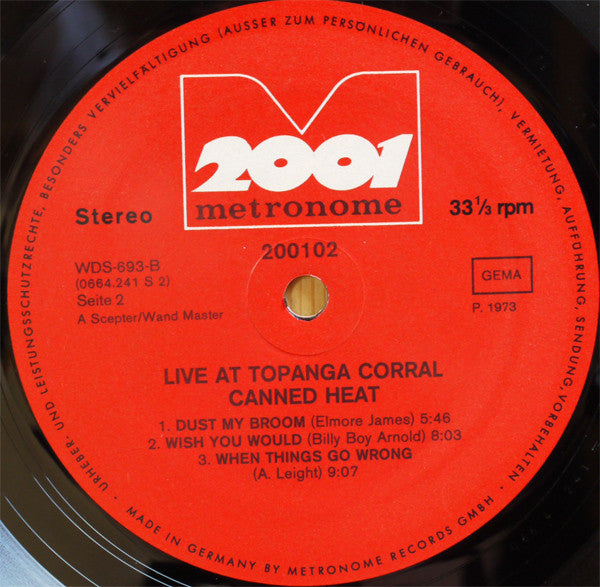 URHEBER- UND LEISTUNGSSCHUTZRECHTE, BESONDERS VERVIELFÄLTIGUNG (AUSSER ZUM PERSÖNLICHEN GEBRAUCH), VERMIETUNG, AUFFÜHRUNG, SENDUNG, VORBEHALTEN ·
2001
metronome
Stereo
33 1/3 rpm
200102
WDS-693-B
(0664.241 S 2)
Seite 2
A Scepter/Wand Master
GEMA
P. 1973
LIVE AT TOPANGA CORRAL
CANNED HEAT
1. DUST MY BROOM (Elmore James) 5:46
2. WISH YOU WOULD (Billy Boy Arnold) 8:03
3. WHEN THINGS GO WRONG
(A. Leight) 9:07
MADE IN GERMANY BY METRONOME RECORDS GMBH ·